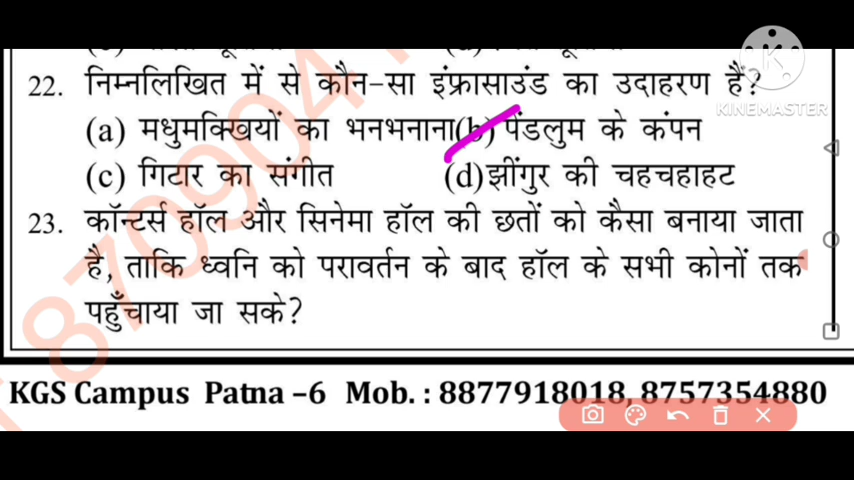 22. निम्नलिखित में से कौन-सा इंफ्रासाउंड का उदाहरण हैं?
(a) मधुमक्खियों का भनभनाना(b) पेंडलुम के कंपन
(c) गिटार का संगीत (d) झींगुर की चहचहाहट
23. कॉन्टर्स हॉल और सिनेमा हॉल की छतों को कैसा बनाया जाता
है, ताकि ध्वनि को परावर्तन के बाद हॉल के सभी कोनों तक
पहुँचाया जा सके?
KGS Campus Patna –6 Mob. : 8877918018, 8757354880
KINEMASTER